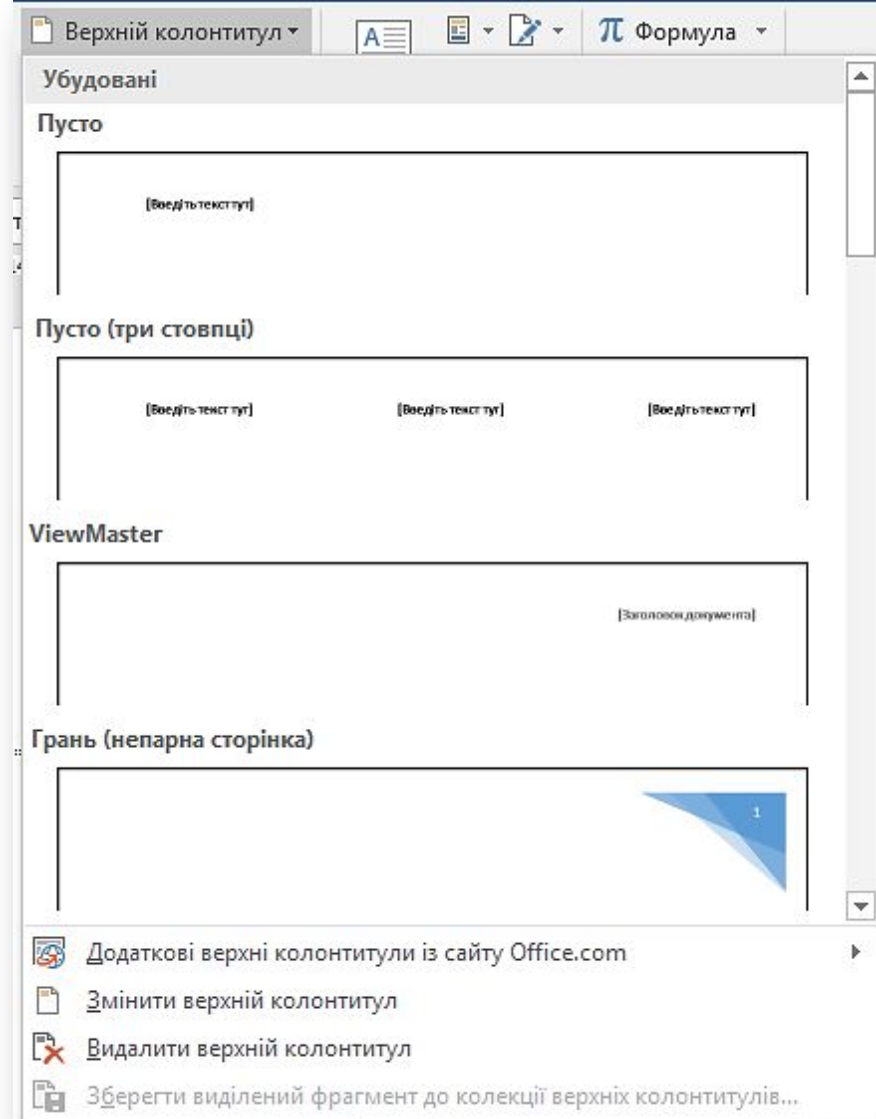 Верхній колонтитул
A
π Формула
Убудовані
Пусто
[Введіть текст тут]
Пусто (три стовпці)
[Введіть текст тут] [Введіть текст тут] [Введіть текст тут]
ViewMaster
[Заголовок документа]
Грань (непарна сторінка)
1
Додаткові верхні колонтитули із сайту Office.com
Змінити верхній колонтитул
Видалити верхній колонтитул
Зберегти виділений фрагмент до колекції верхніх колонтитулів...